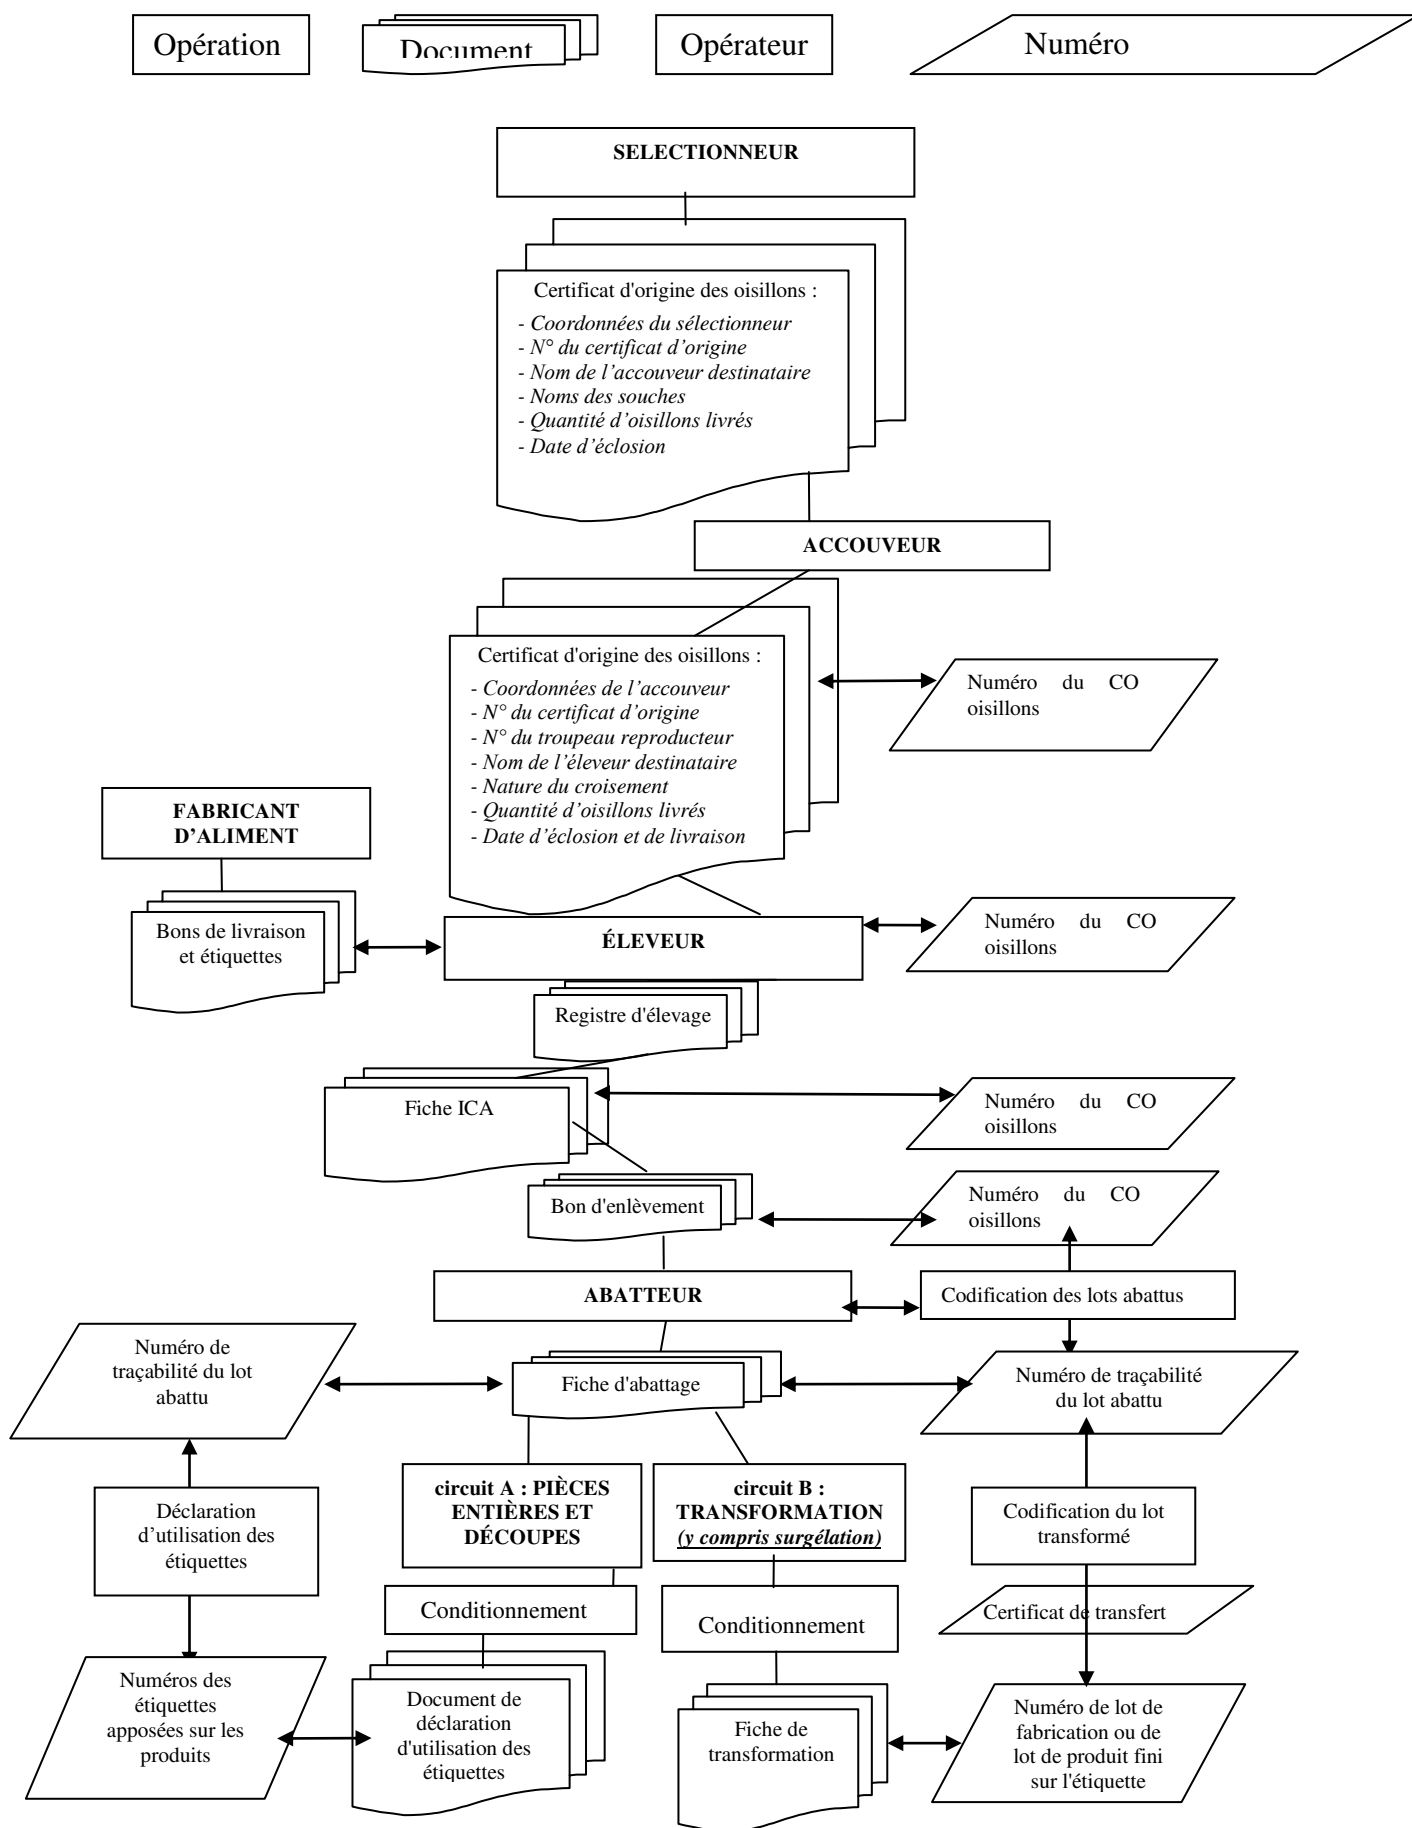 Opération
Document
Opérateur
Numéro
SELECTIONNEUR
Certificat d'origine des oisillons :
- Coordonnées du sélectionneur
- N° du certificat d’origine
- Nom de l’accouveur destinataire
- Noms des souches
- Quantité d’oisillons livrés
- Date d’éclosion
ACCOUVEUR
Certificat d'origine des oisillons :
- Coordonnées de l’accouveur
- N° du certificat d’origine
- N° du troupeau reproducteur
- Nom de l’éleveur destinataire
- Nature du croisement
- Quantité d’oisillons livrés
- Date d’éclosion et de livraison
Numéro du CO
oisillons
FABRICANT
D’ALIMENT
Bons de livraison
et étiquettes
ÉLEVEUR
Numéro du CO
oisillons
Registre d'élevage
Fiche ICA
Numéro du CO
oisillons
Bon d'enlèvement
Numéro du CO
oisillons
ABATTEUR
Codification des lots abattus
Numéro de
traçabilité du lot
abattu
Fiche d'abattage
Numéro de traçabilité
du lot abattu
Déclaration
d’utilisation des
étiquettes
circuit A : PIÈCES
ENTIÈRES ET
DÉCOUPES
circuit B :
TRANSFORMATION
(y compris surgélation)
Codification du lot
transformé
Conditionnement
Conditionnement
Certificat de transfert
Numéros des
étiquettes
apposées sur les
produits
Document de
déclaration
d'utilisation des
étiquettes
Fiche de
transformation
Numéro de lot de
fabrication ou de
lot de produit fini
sur l'étiquette